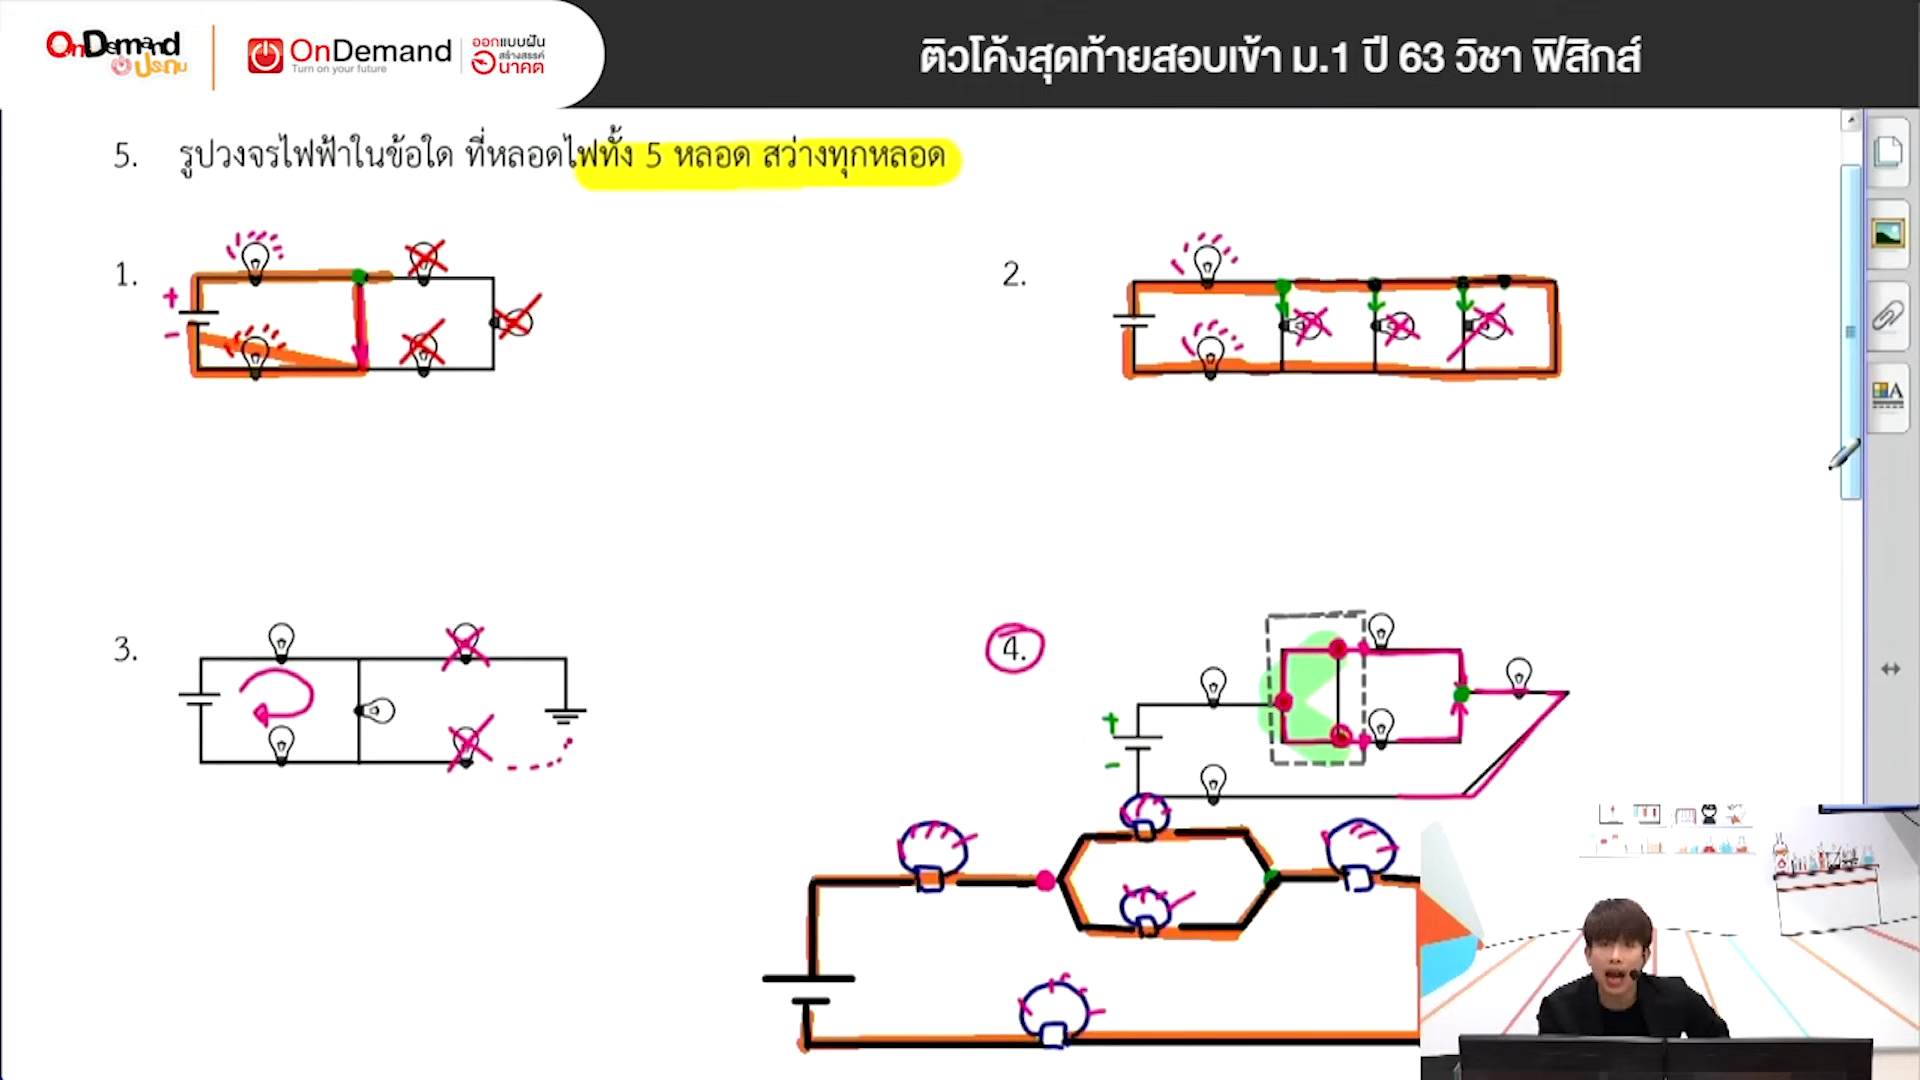 OnDemand
ประถม
OnDemand
Turn on your future
ออกแบบฝัน
สร้างสรรค์
อนาคต
ติวโค้งสุดท้ายสอบเข้า ม.1 ปี 63 วิชา ฟิสิกส์
5. รูปวงจรไฟฟ้าในข้อใด ที่หลอดไฟทั้ง 5 หลอด สว่างทุกหลอด
1.
+
-
2.
3.
4.
+
-
A